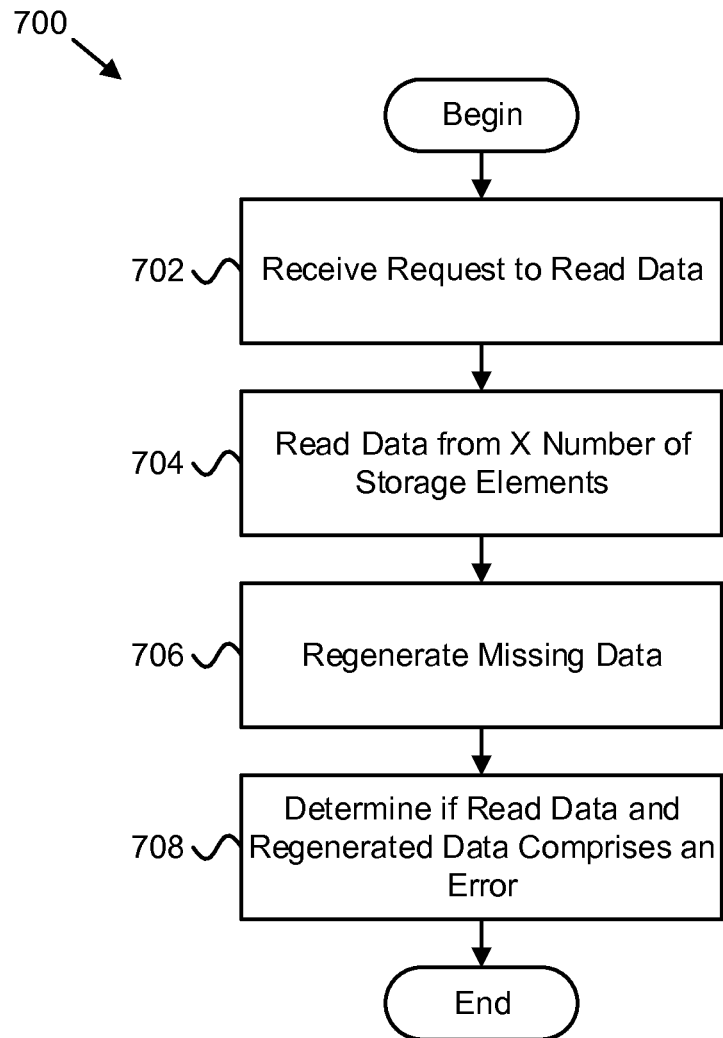 700
Begin
702
Receive Request to Read Data
704
Read Data from X Number of
Storage Elements
706
Regenerate Missing Data
Determine if Read Data and
708
Regenerated Data Comprises an
Error
End